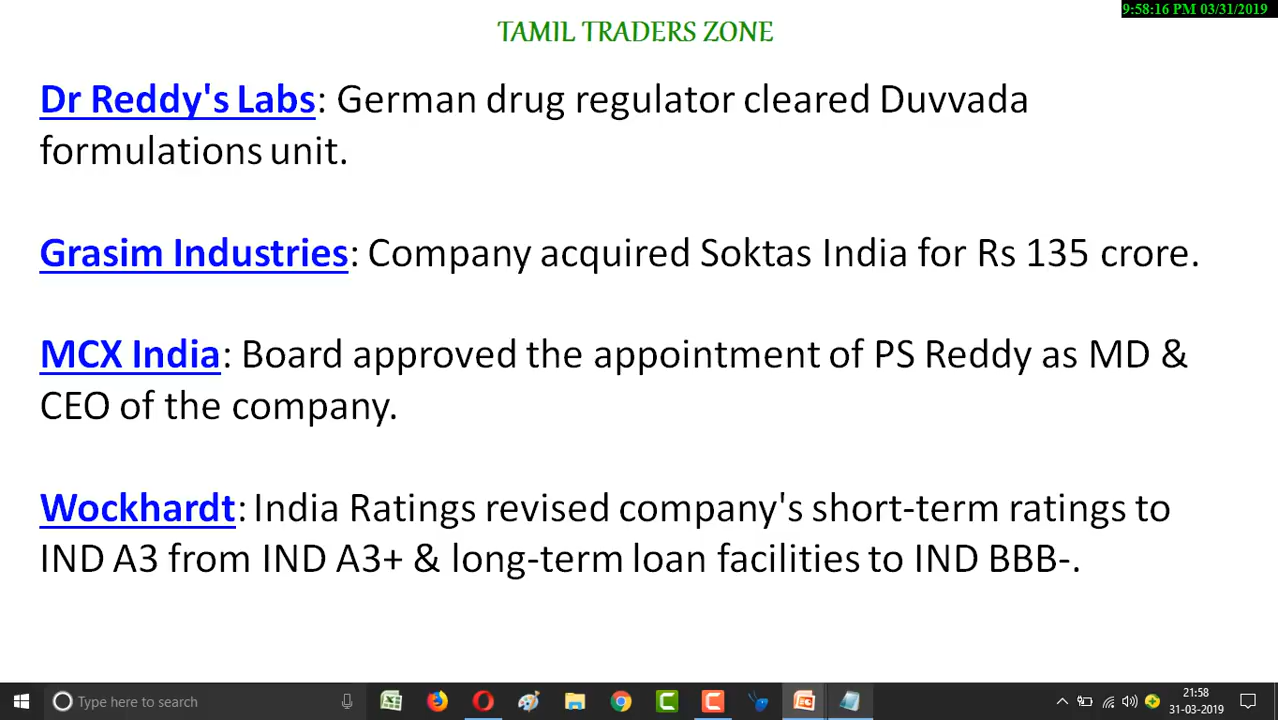 9:58:16 PM 03/31/2019
TAMIL TRADERS ZONE
Dr Reddy's Labs: German drug regulator cleared Duvvada
formulations unit.
Grasim Industries: Company acquired Soktas India for Rs 135 crore.
MCX India: Board approved the appointment of PS Reddy as MD &
CEO of the company.
Wockhardt: India Ratings revised company's short-term ratings to
IND A3 from IND A3+ & long-term loan facilities to IND BBB-.
Type here to search
21:58
31-03-2019